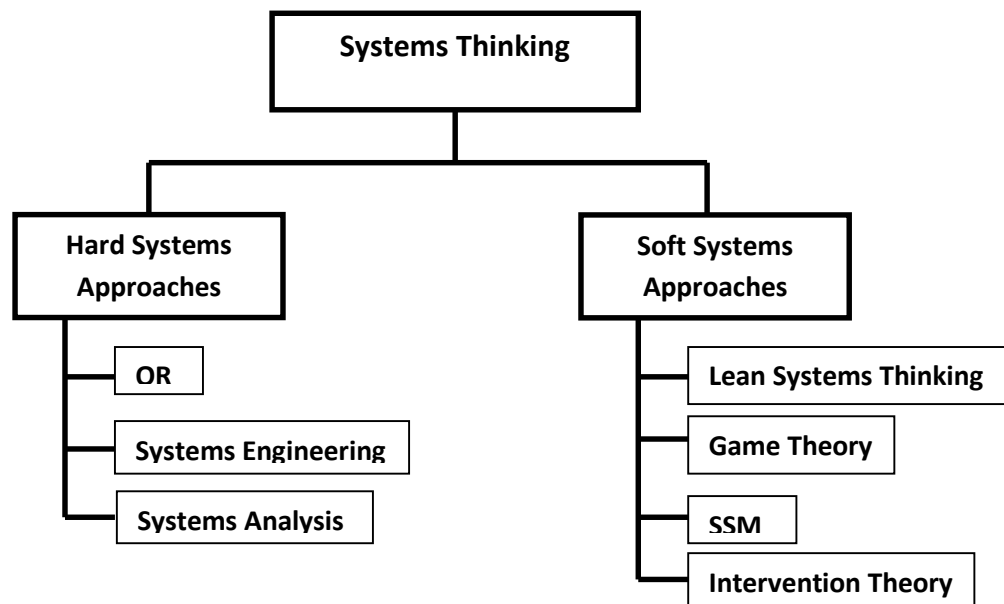 Systems Thinking
Hard Systems
Approaches
OR
Systems Engineering
Systems Analysis
Soft Systems
Approaches
Lean Systems Thinking
Game Theory
SSM
Intervention Theory